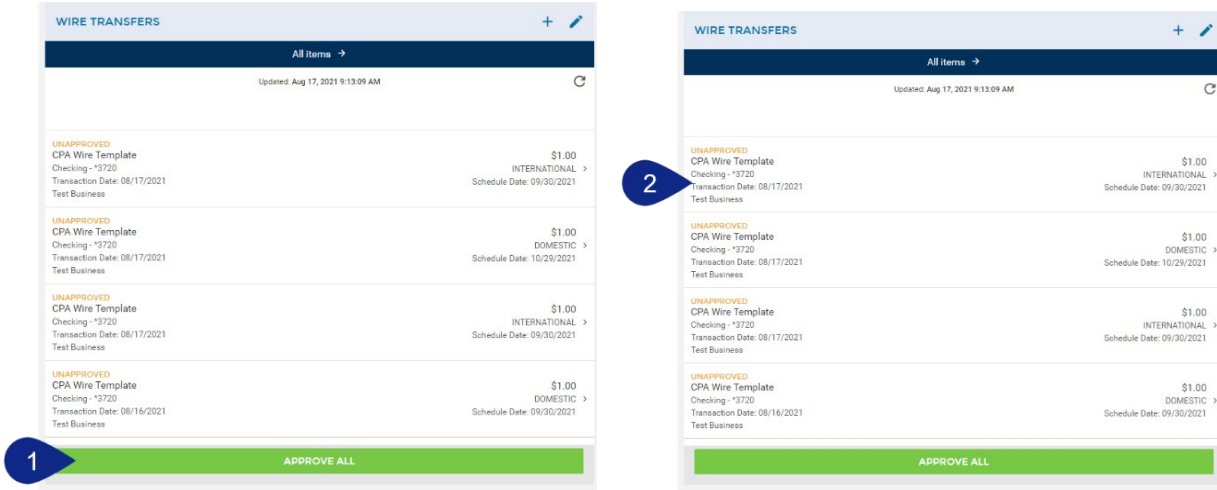 WIRE TRANSFERS
All items →
Updated: Aug 17, 2021 9:13:09 AM
UNAPPROVED
CPA Wire Template
$1.00
Checking - *3720
INTERNATIONAL >
Transaction Date: 08/17/2021
Schedule Date: 09/30/2021
Test Business
UNAPPROVED
CPA Wire Template
$1.00
Checking - *3720
DOMESTIC >
Transaction Date: 08/17/2021
Schedule Date: 10/29/2021
Test Business
UNAPPROVED
CPA Wire Template
$1.00
Checking - *3720
INTERNATIONAL >
Transaction Date: 08/17/2021
Schedule Date: 09/30/2021
Test Business
UNAPPROVED
CPA Wire Template
$1.00
Checking - *3720
DOMESTIC >
Transaction Date: 08/16/2021
Schedule Date: 09/30/2021
Test Business
1
APPROVE ALL
WIRE TRANSFERS
All items →
Updated: Aug 17, 2021 9:13:09 AM
UNAPPROVED
CPA Wire Template
$1.00
Checking - *3720
INTERNATIONAL >
2
Transaction Date: 08/17/2021
Schedule Date: 09/30/2021
Test Business
UNAPPROVED
CPA Wire Template
$1.00
Checking - *3720
DOMESTIC >
Transaction Date: 08/17/2021
Schedule Date: 10/29/2021
Test Business
UNAPPROVED
CPA Wire Template
$1.00
Checking - *3720
INTERNATIONAL >
Transaction Date: 08/17/2021
Schedule Date: 09/30/2021
Test Business
UNAPPROVED
CPA Wire Template
$1.00
Checking - *3720
DOMESTIC >
Transaction Date: 08/16/2021
Schedule Date: 09/30/2021
Test Business
APPROVE ALL